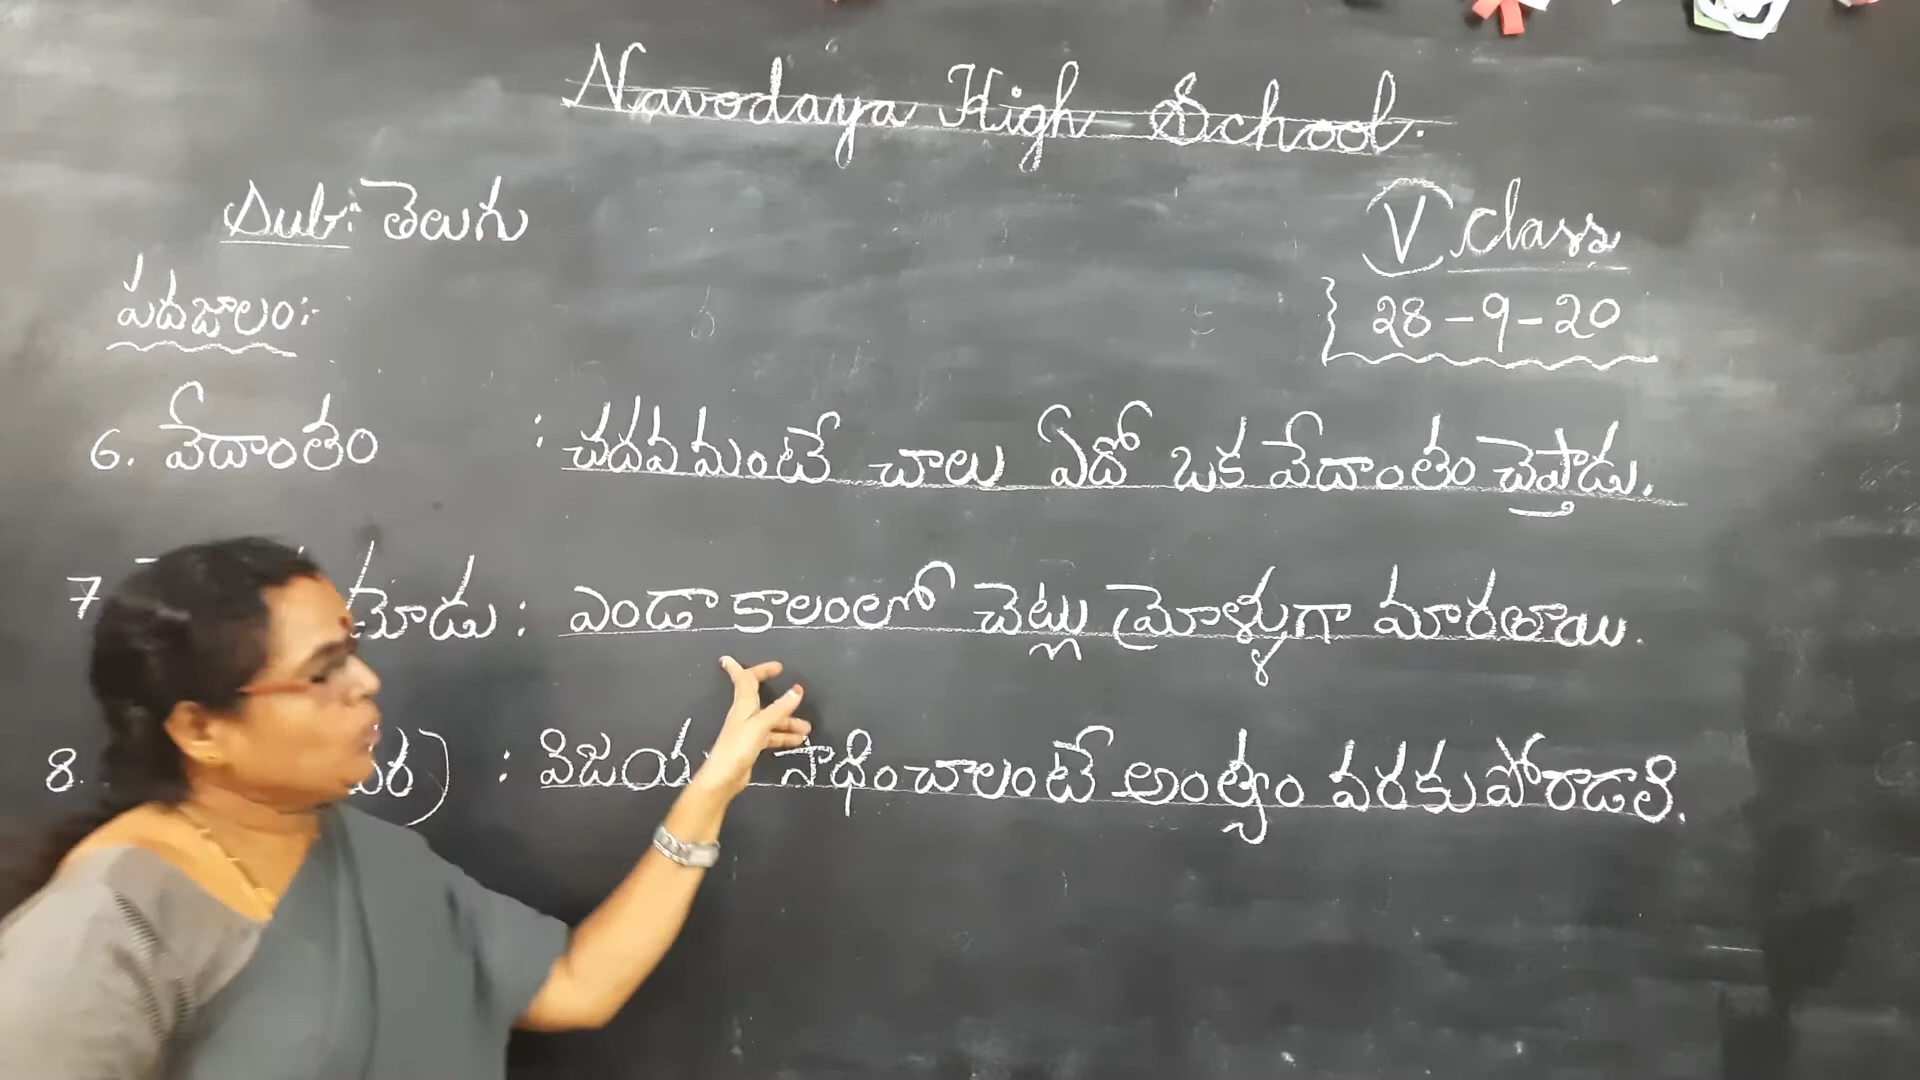 Navodaya High School.
Sub: తెలుగు
V class
పదజాలం:-
28-9-20
6. వేదాంతం : చదవమంటే చాలు ఏదో ఒక వేదాంతం చెప్తాడు.
7 : ఎండా కాలంలో చెట్లు మ్రోళ్ళుగా మారతాయి.
8. : సాధించాలంటే అంత్యం వరకు పోరాడాలి.